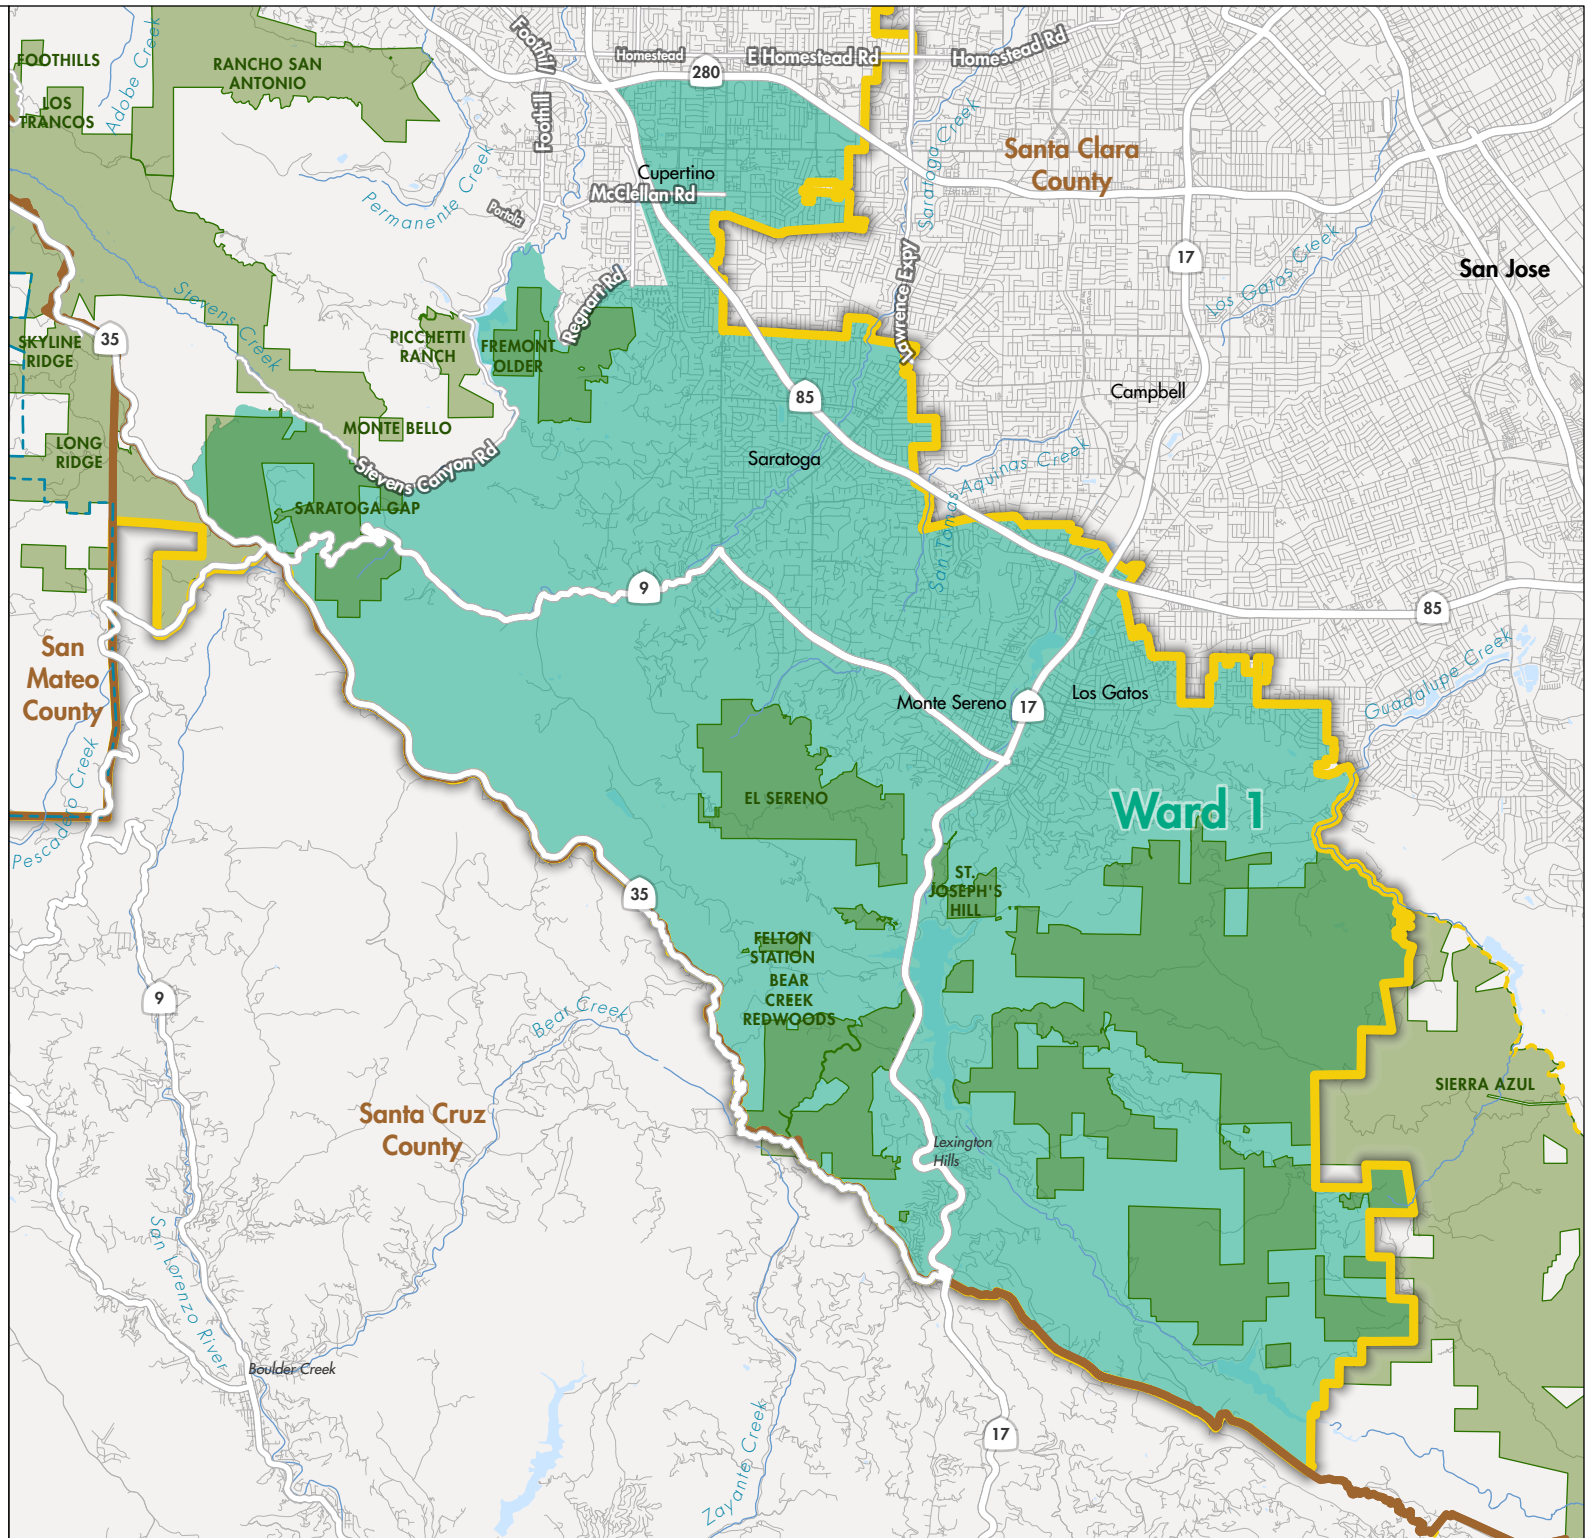 FOOTHILLS
LOS
TRANCOS
Adobe Creek
RANCHO SAN
ANTONIO
Foothill
Foothill
Homestead
E Homestead Rd
Homestead Rd
280
Saratoga Creek
Santa Clara
County
Cupertino
McClellan Rd
Permanente Creek
Portola
17
Los Gatos Creek
San Jose
Lawrence Expy
Regnart Rd
Stevens Creek
SKYLINE
RIDGE
35
PICCHETTI
RANCH
FREMONT
OLDER
85
Campbell
MONTE BELLO
LONG
RIDGE
Stevens Canyon Rd
Saratoga
San Tomas Aquinas Creek
SARATOGA GAP
9
85
San
Mateo
County
Guadalupe Creek
Monte Sereno
17
Los Gatos
Pescadero Creek
EL SERENO
Ward 1
35
ST.
JOSEPH'S
HILL
FELTON
STATION
BEAR
CREEK
REDWOODS
9
Bear Creek
SIERRA AZUL
Santa Cruz
County
Lexington
Hills
San Lorenzo River
Boulder Creek
Zayante Creek
17